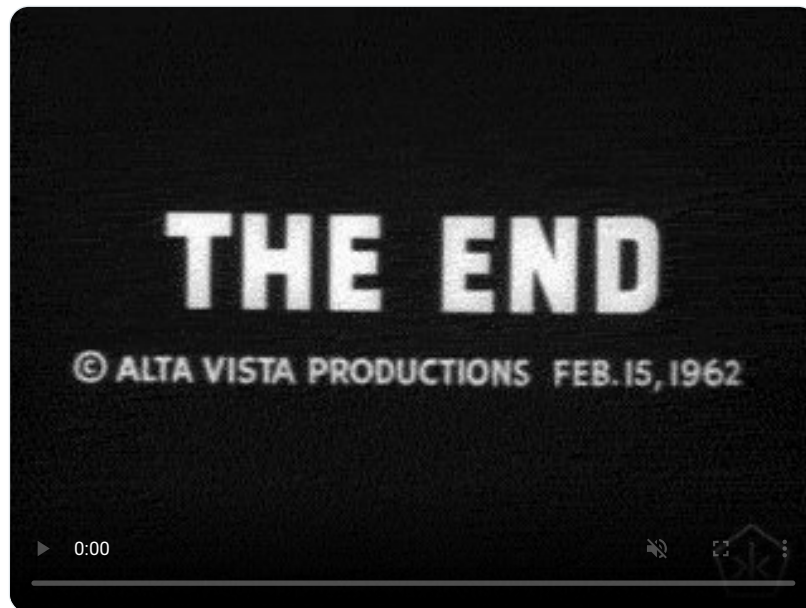 THE END
© ALTA VISTA PRODUCTIONS FEB. 15, 1962
0:00